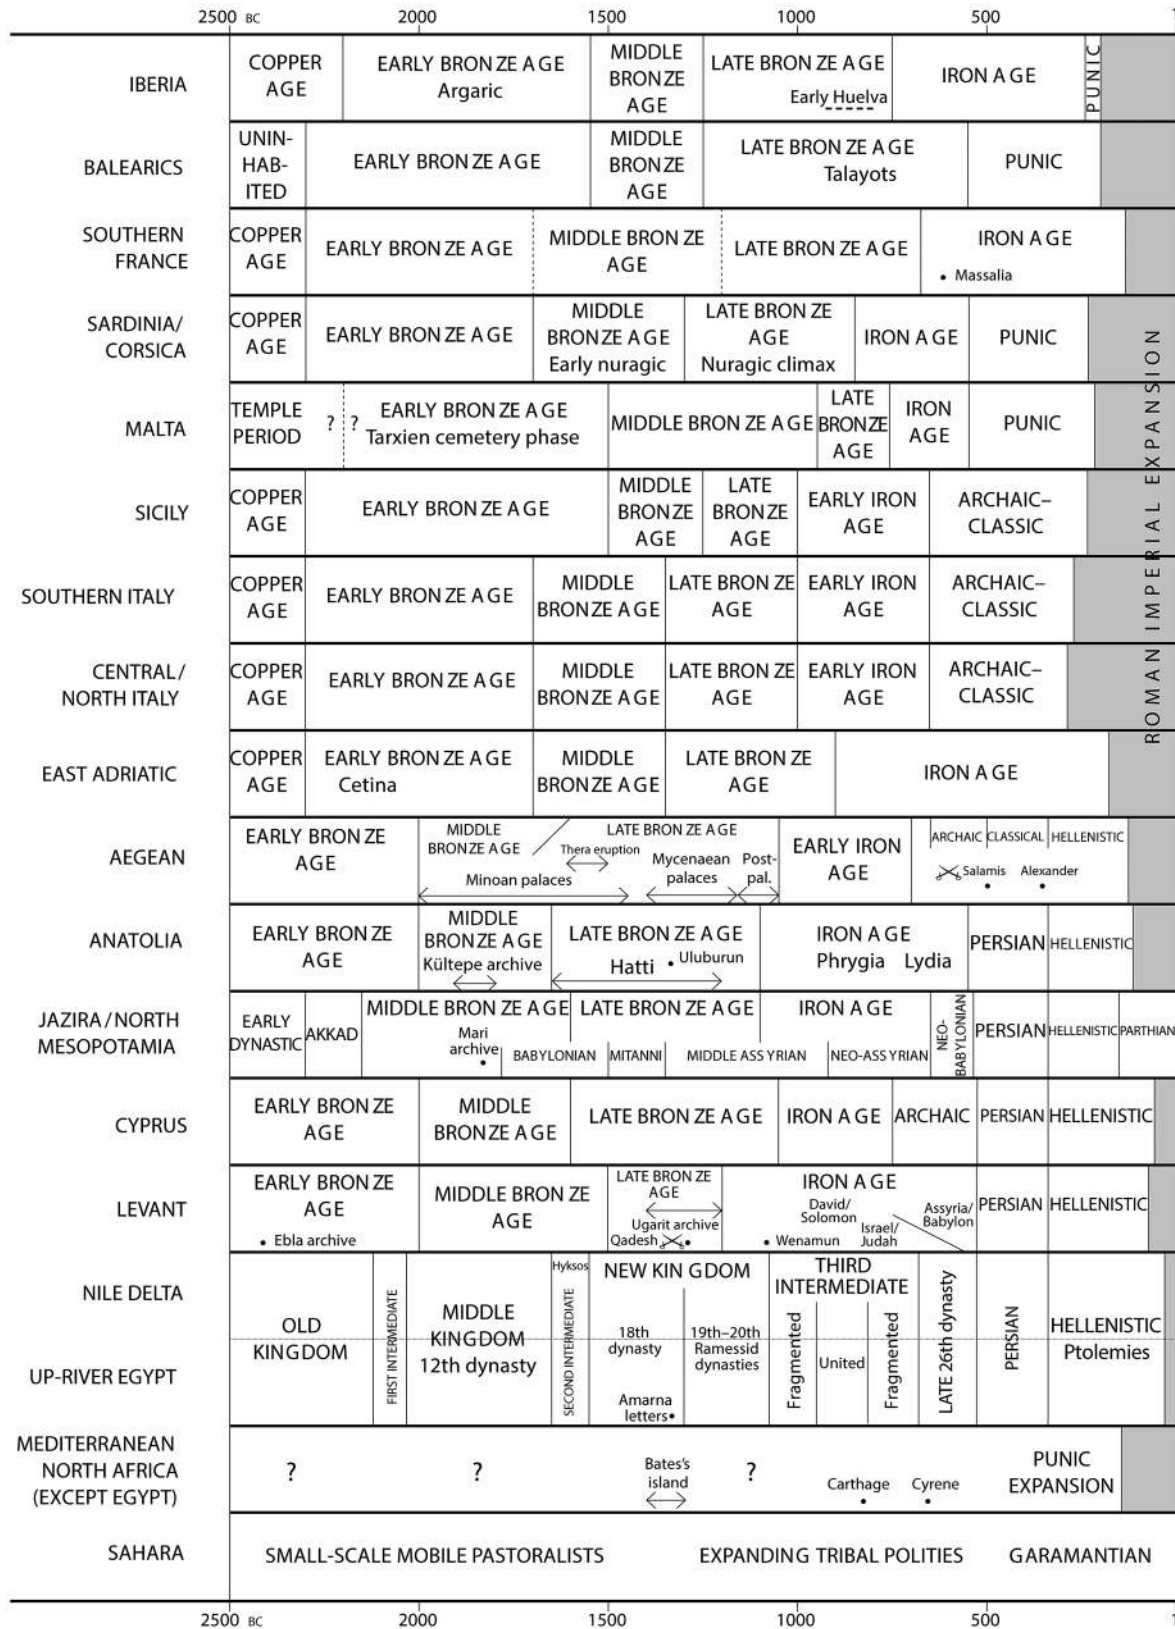 2500 BC 2000 1500 1000 500 1
IBERIA
COPPER
AGE
EARLY BRONZE AGE
Argaric
MIDDLE
BRONZE
AGE
LATE BRONZE AGE
Early Huelva
IRON AGE
PUNIC
BALEARICS
UNIN-
HAB-
ITED
EARLY BRONZE AGE
MIDDLE
BRONZE
AGE
LATE BRONZE AGE
Talayots
PUNIC
SOUTHERN
FRANCE
COPPER
AGE
EARLY BRONZE AGE
MIDDLE BRONZE
AGE
LATE BRONZE AGE
IRON AGE
Massalia
SARDINIA/
CORSICA
COPPER
AGE
EARLY BRONZE AGE
MIDDLE
BRONZE AGE
Early nuragic
LATE BRONZE
AGE
Nuragic climax
IRON AGE
PUNIC
MALTA
TEMPLE
PERIOD
?
?
EARLY BRONZE AGE
Tarxien cemetery phase
MIDDLE BRONZE AGE
LATE
BRONZE
AGE
IRON
AGE
PUNIC
SICILY
COPPER
AGE
EARLY BRONZE AGE
MIDDLE
BRONZE
AGE
LATE
BRONZE
AGE
EARLY IRON
AGE
ARCHAIC–
CLASSIC
SOUTHERN ITALY
COPPER
AGE
EARLY BRONZE AGE
MIDDLE
BRONZE AGE
LATE BRONZE
AGE
EARLY IRON
AGE
ARCHAIC–
CLASSIC
CENTRAL/
NORTH ITALY
COPPER
AGE
EARLY BRONZE AGE
MIDDLE
BRONZE AGE
LATE BRONZE
AGE
EARLY IRON
AGE
ARCHAIC–
CLASSIC
ROMAN IMPERIAL EXPANSION
EAST ADRIATIC
COPPER
AGE
EARLY BRONZE AGE
Cetina
MIDDLE
BRONZE AGE
LATE BRONZE
AGE
IRON AGE
AEGEAN
EARLY BRONZE
AGE
MIDDLE
BRONZE AGE
LATE BRONZE AGE
Thera eruption
Minoan palaces
Mycenaean
palaces
Post-
pal.
EARLY IRON
AGE
ARCHAIC
CLASSICAL
HELLENISTIC
Salamis
Alexander
ANATOLIA
EARLY BRONZE
AGE
MIDDLE
BRONZE AGE
Kültepe archive
LATE BRONZE AGE
Hatti
Uluburun
IRON AGE
Phrygia Lydia
PERSIAN
HELLENISTIC
JAZIRA/NORTH
MESOPOTAMIA
EARLY
DYNASTIC
AKKAD
MIDDLE BRONZE AGE
Mari
archive
BABYLONIAN
LATE BRONZE AGE
MITANNI
MIDDLE ASSYRIAN
IRON AGE
NEO-ASSYRIAN
NEO-
BABYLONIAN
PERSIAN
HELLENISTIC
PARTHIAN
CYPRUS
EARLY BRONZE
AGE
MIDDLE
BRONZE AGE
LATE BRONZE AGE
IRON AGE
ARCHAIC
PERSIAN
HELLENISTIC
LEVANT
EARLY BRONZE
AGE
Ebla archive
MIDDLE BRONZE
AGE
LATE BRONZE
AGE
Ugarit archive
Qadesh
IRON AGE
David/
Solomon
Wenamun
Israel/
Judah
Assyria/
Babylon
PERSIAN
HELLENISTIC
NILE DELTA
UP-RIVER EGYPT
OLD
KINGDOM
FIRST INTERMEDIATE
MIDDLE
KINGDOM
12th dynasty
Hyksos
SECOND INTERMEDIATE
NEW KINGDOM
18th
dynasty
Amarna
letters
19th–20th
Ramessid
dynasties
THIRD
INTERMEDIATE
Fragmented
United
Fragmented
LATE 26th dynasty
PERSIAN
HELLENISTIC
Ptolemies
MEDITERRANEAN
NORTH AFRICA
(EXCEPT EGYPT)
?
?
Bates's
island
?
Carthage
Cyrene
PUNIC
EXPANSION
SAHARA
SMALL-SCALE MOBILE PASTORALISTS
EXPANDING TRIBAL POLITIES
GARAMANTIAN
2500 BC 2000 1500 1000 500 1